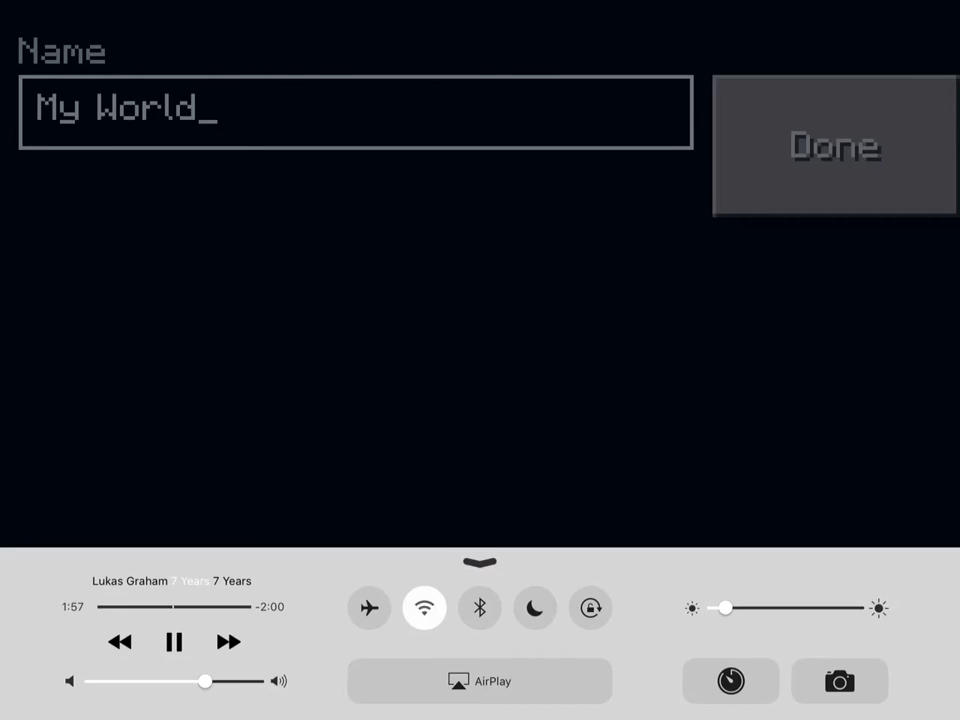 Name
My World_
Done
Lukas Graham 7 Years 7 Years
1:57 -2:00
AirPlay